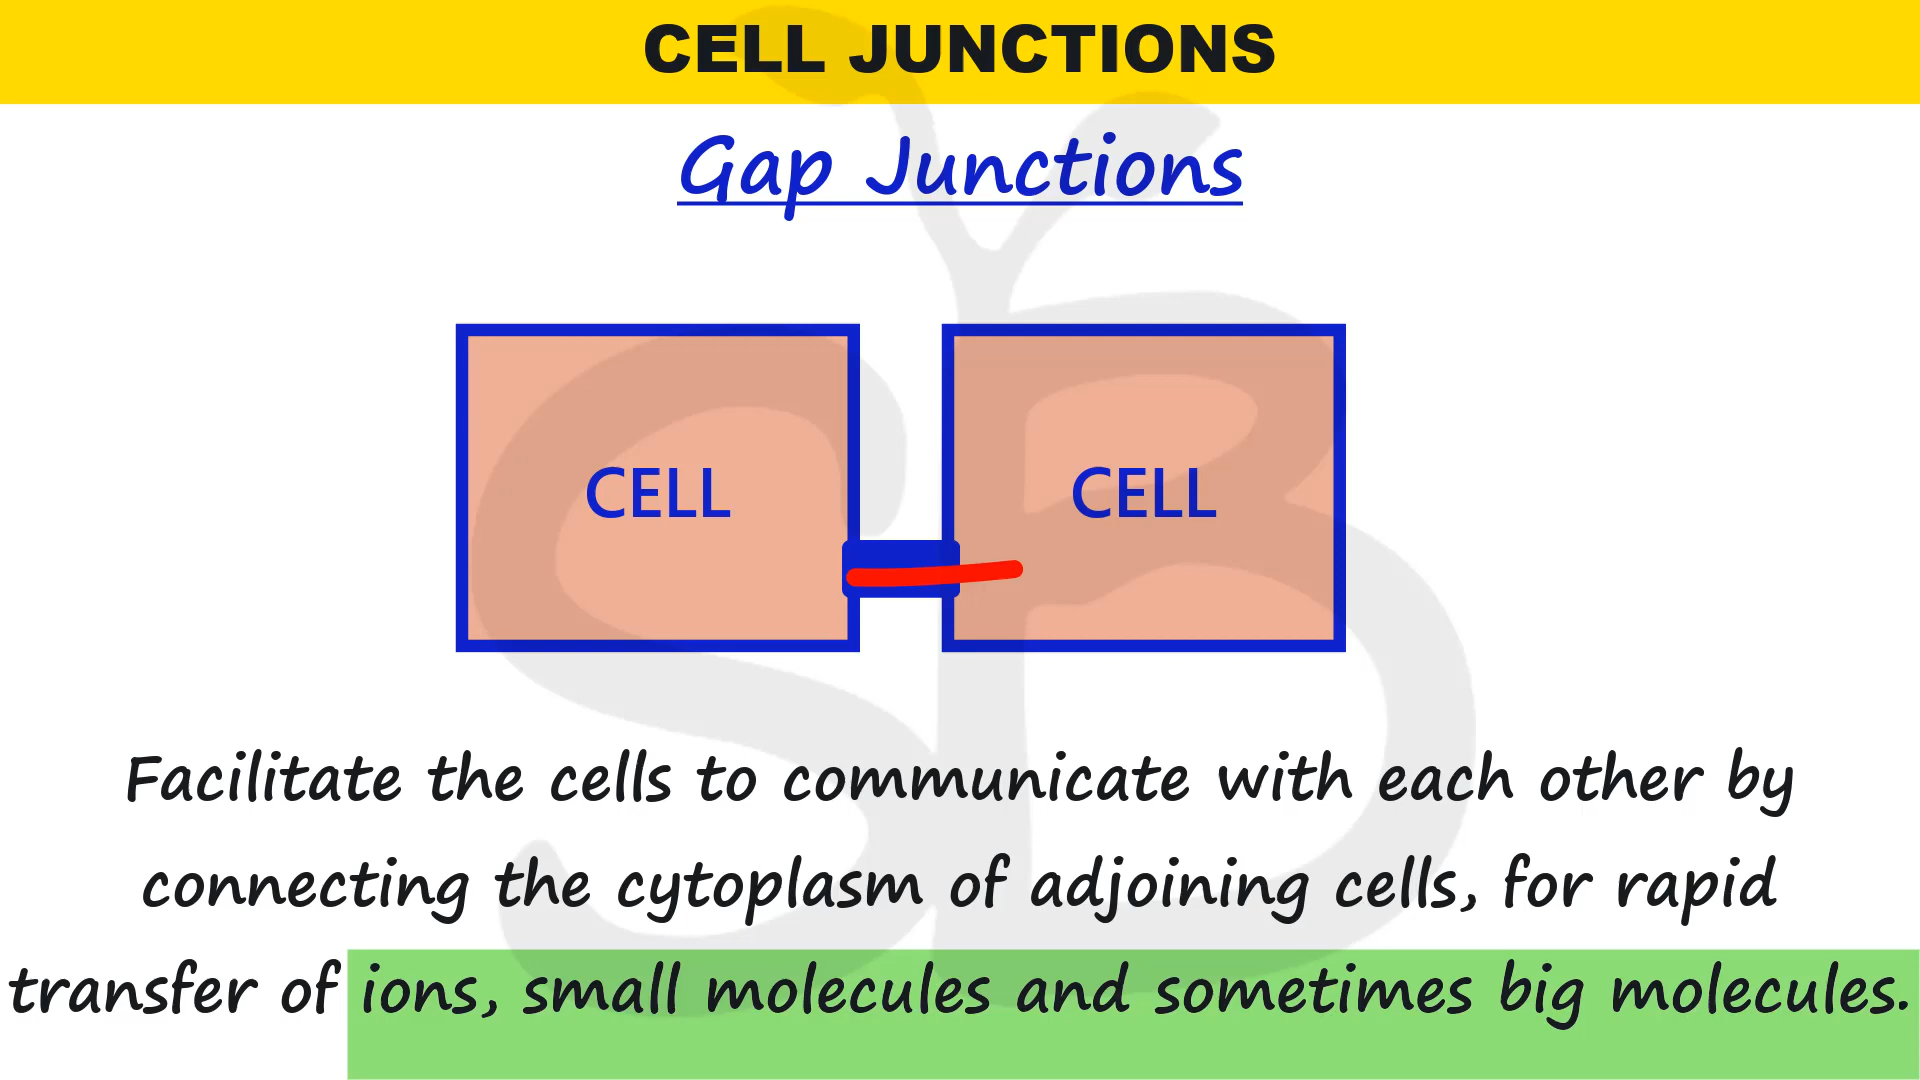 CELL JUNCTIONS
Gap Junctions
CELL CELL
Facilitate the cells to communicate with each other by
connecting the cytoplasm of adjoining cells, for rapid
transfer of ions, small molecules and sometimes big molecules.
SB